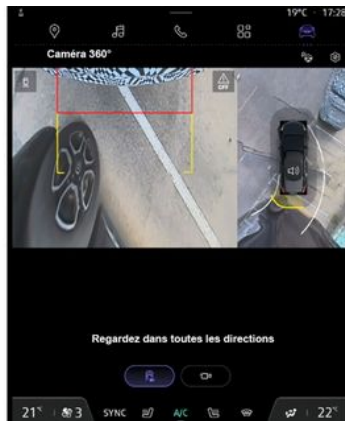 19°C · 17:28
Caméra 360°
OFF
Regardez dans toutes les directions
21°C 3 SYNC A/C 22°C